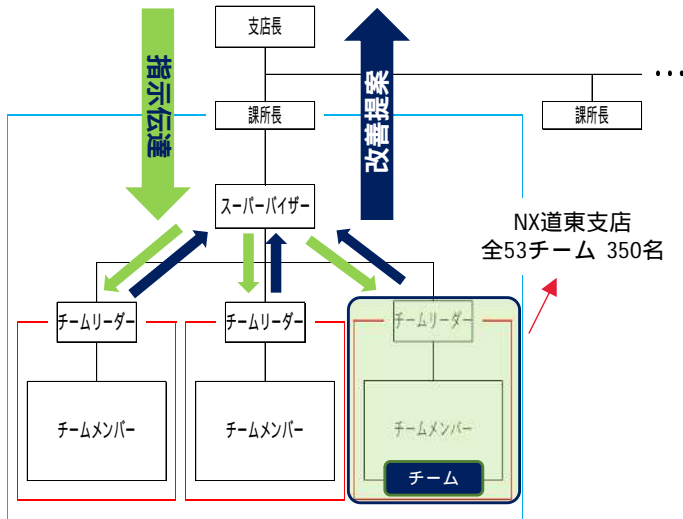 支店長
指示伝達
改善提案
課所長
課所長
…
スーパーバイザー
NX道東支店
全53チーム 350名
チームリーダー
チームリーダー
チームリーダー
チームメンバー
チームメンバー
チームメンバー
チーム